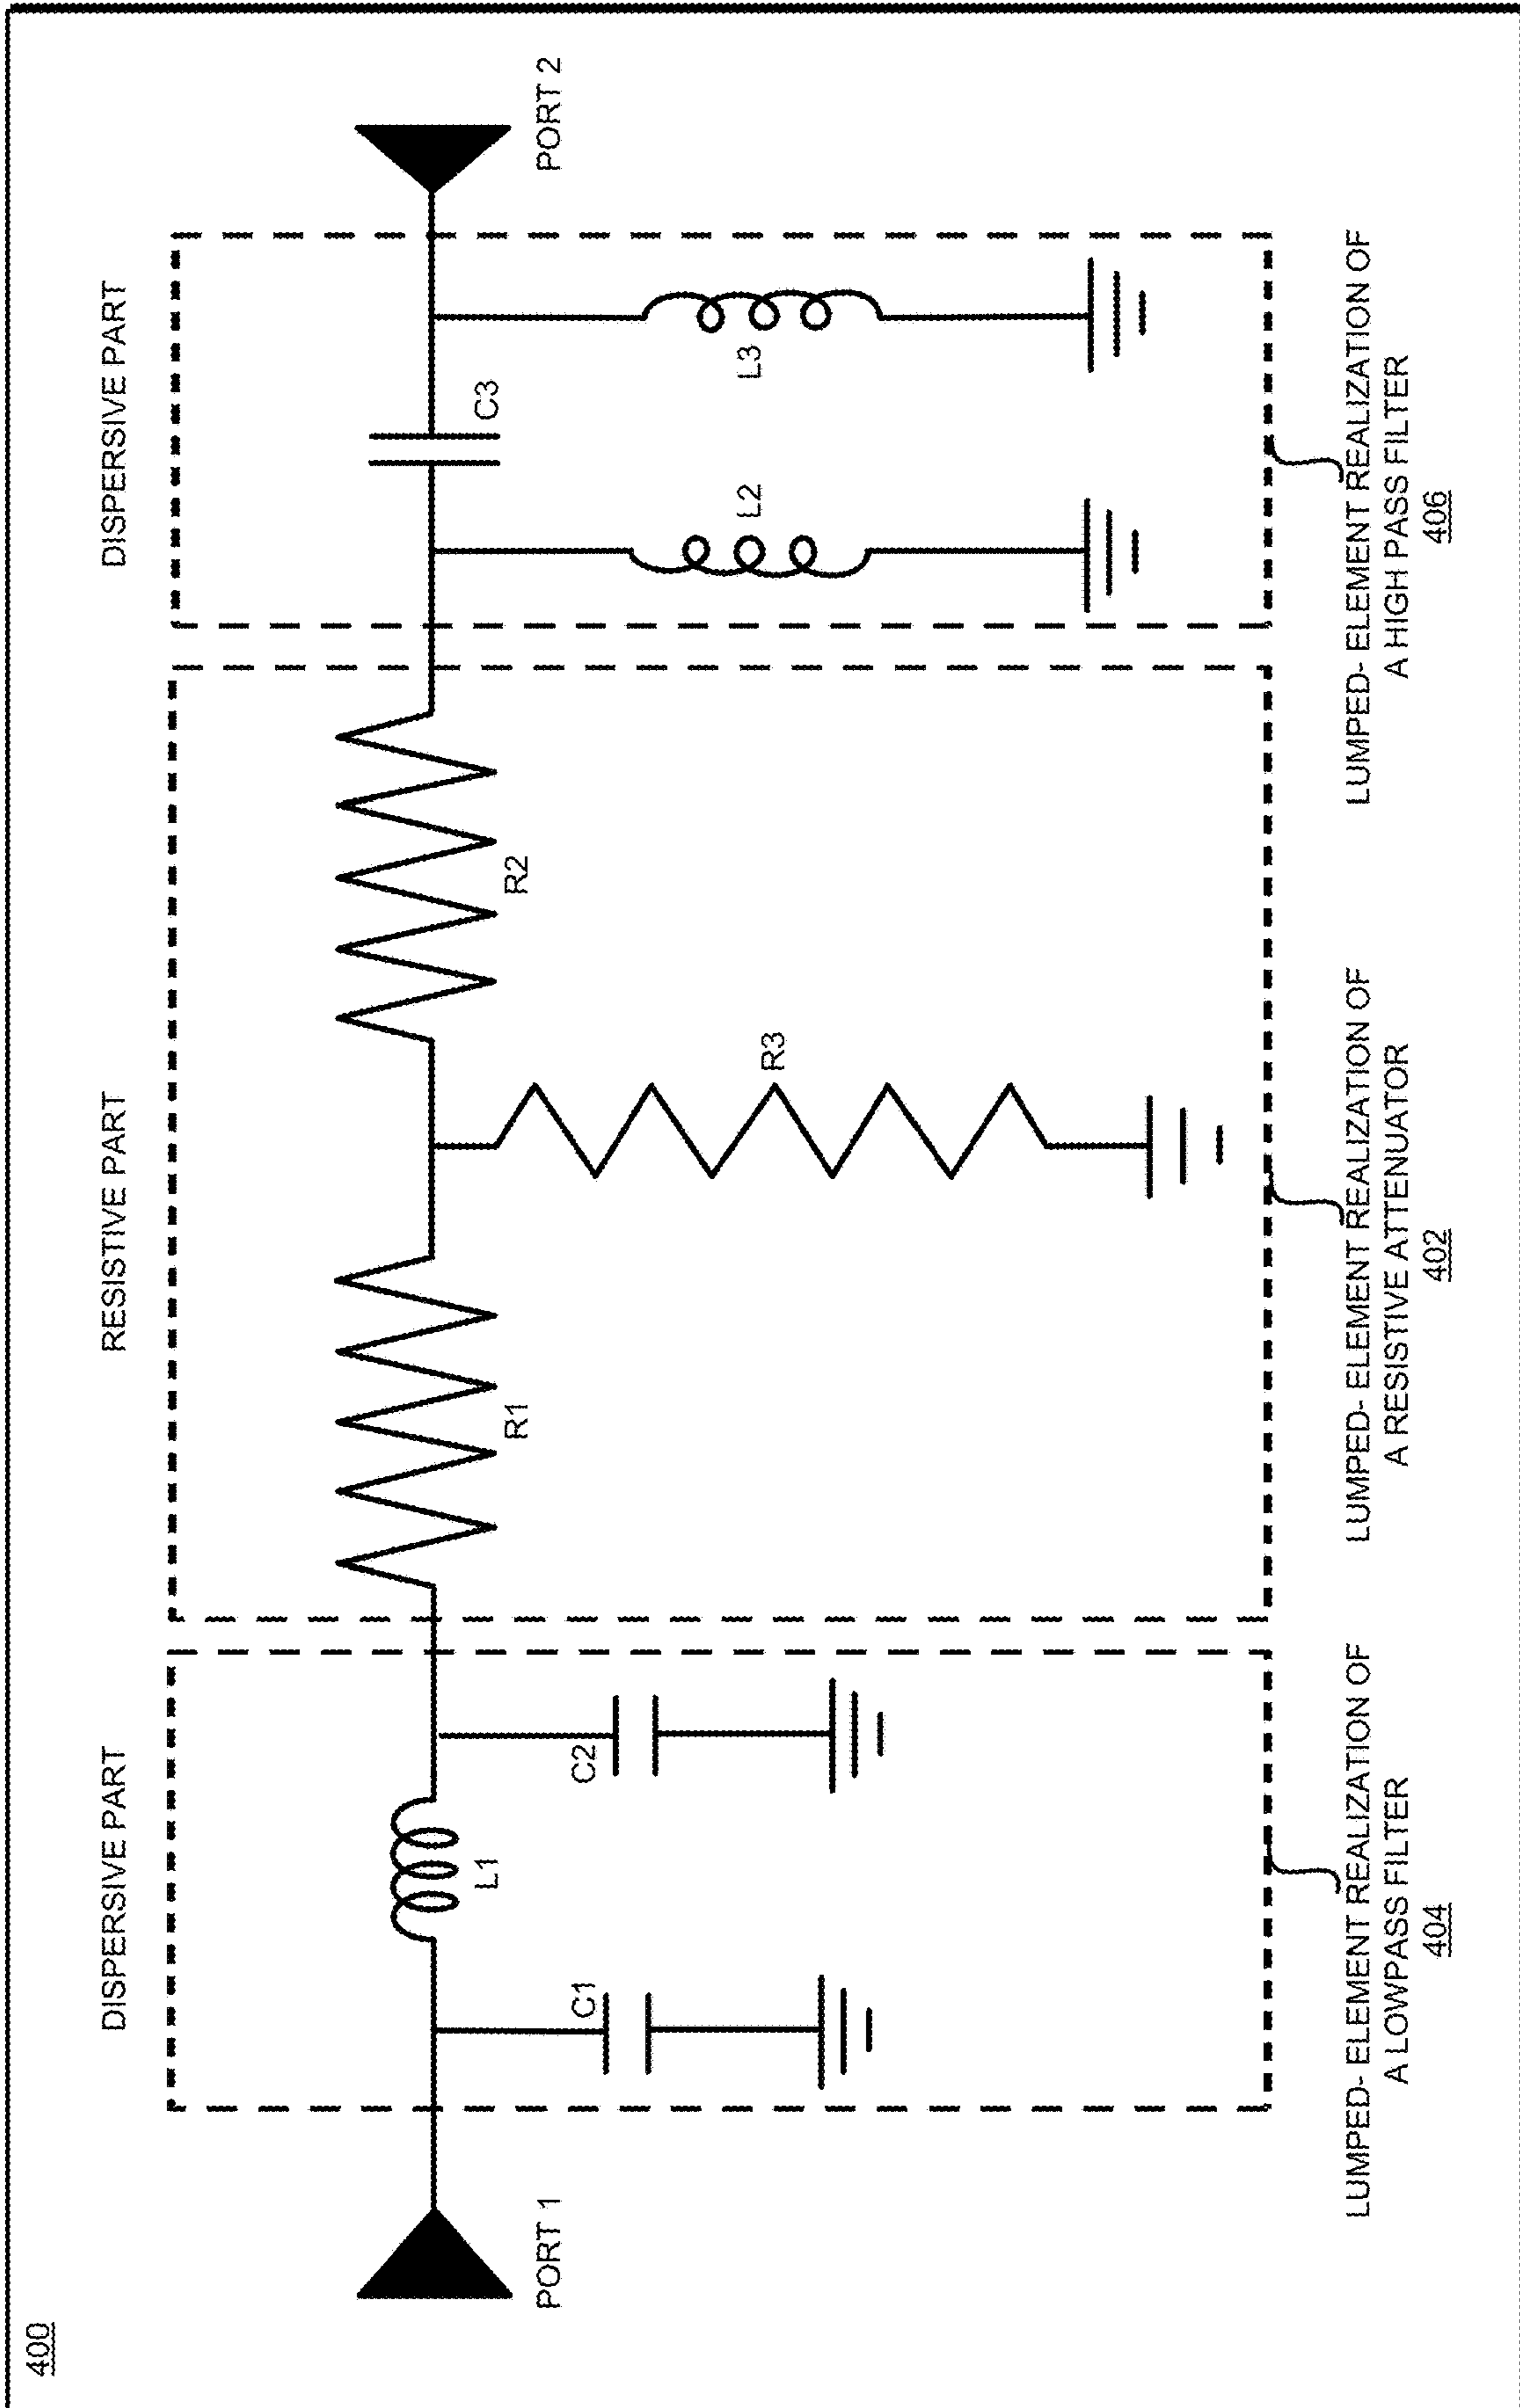 400
DISPERSIVE PART
RESISTIVE PART
DISPERSIVE PART
PORT 1
C1
L1
C2
R1
R3
R2
L2
C3
L3
PORT 2
LUMPED- ELEMENT REALIZATION OF
A LOWPASS FILTER
404
LUMPED- ELEMENT REALIZATION OF
A RESISTIVE ATTENUATOR
402
LUMPED- ELEMENT REALIZATION OF
A HIGH PASS FILTER
406